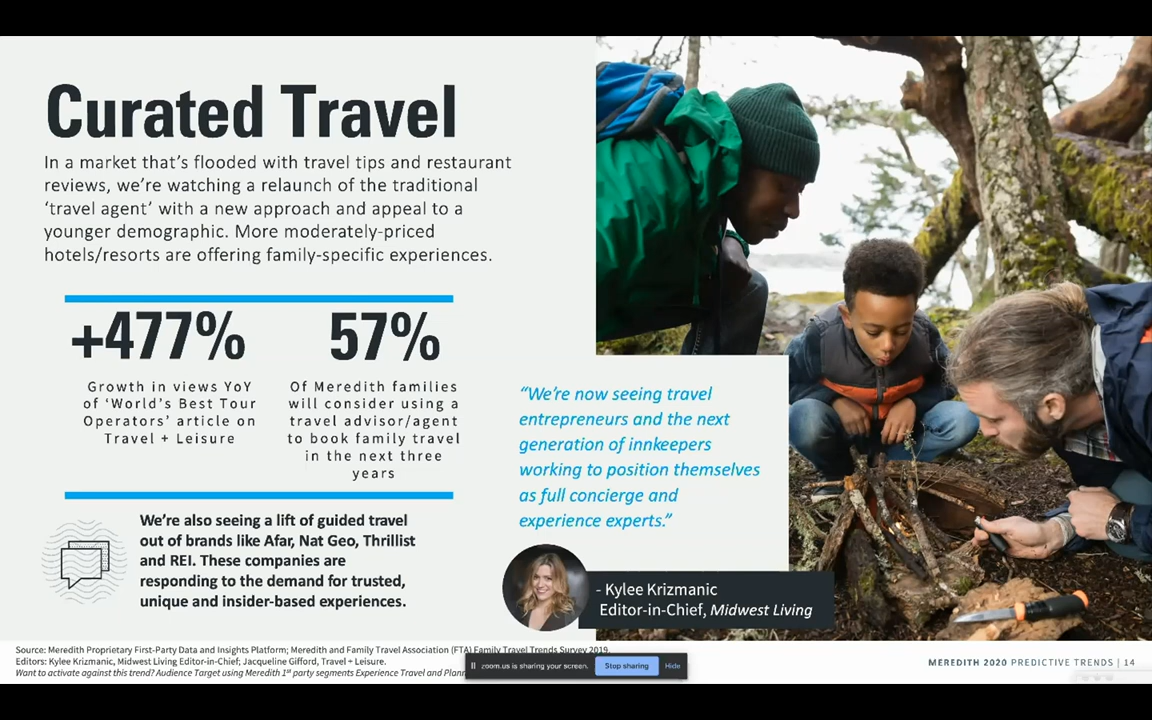 Curated Travel
In a market that's flooded with travel tips and restaurant
reviews, we're watching a relaunch of the traditional
'travel agent' with a new approach and appeal to a
younger demographic. More moderately-priced
hotels/resorts are offering family-specific experiences.
+477%
Growth in views YoY
of 'World's Best Tour
Operators' article on
Travel + Leisure
57%
Of Meredith families
will consider using a
travel advisor/agent
to book family travel
in the next three
years
We're also seeing a lift of guided travel
out of brands like Afar, Nat Geo, Thrillist
and REI. These companies are
responding to the demand for trusted,
unique and insider-based experiences.
"We're now seeing travel
entrepreneurs and the next
generation of innkeepers
working to position themselves
as full concierge and
experience experts."
- Kylee Krizmanic
Editor-in-Chief, Midwest Living
Source: Meredith Proprietary First-Party Data and Insights Platform; Meredith and Family Travel Association (FTA) Family Travel Trends Survey 2019.
Editors: Kylee Krizmanic, Midwest Living Editor-in-Chief; Jacqueline Gifford, Travel + Leisure.
Want to activate against this trend? Audience Target using Meredith 1st party segments Experience Travel and
zoom.us is sharing your screen.
Stop sharing
Hide
MEREDITH 2020 PREDICTIVE TRENDS | 14